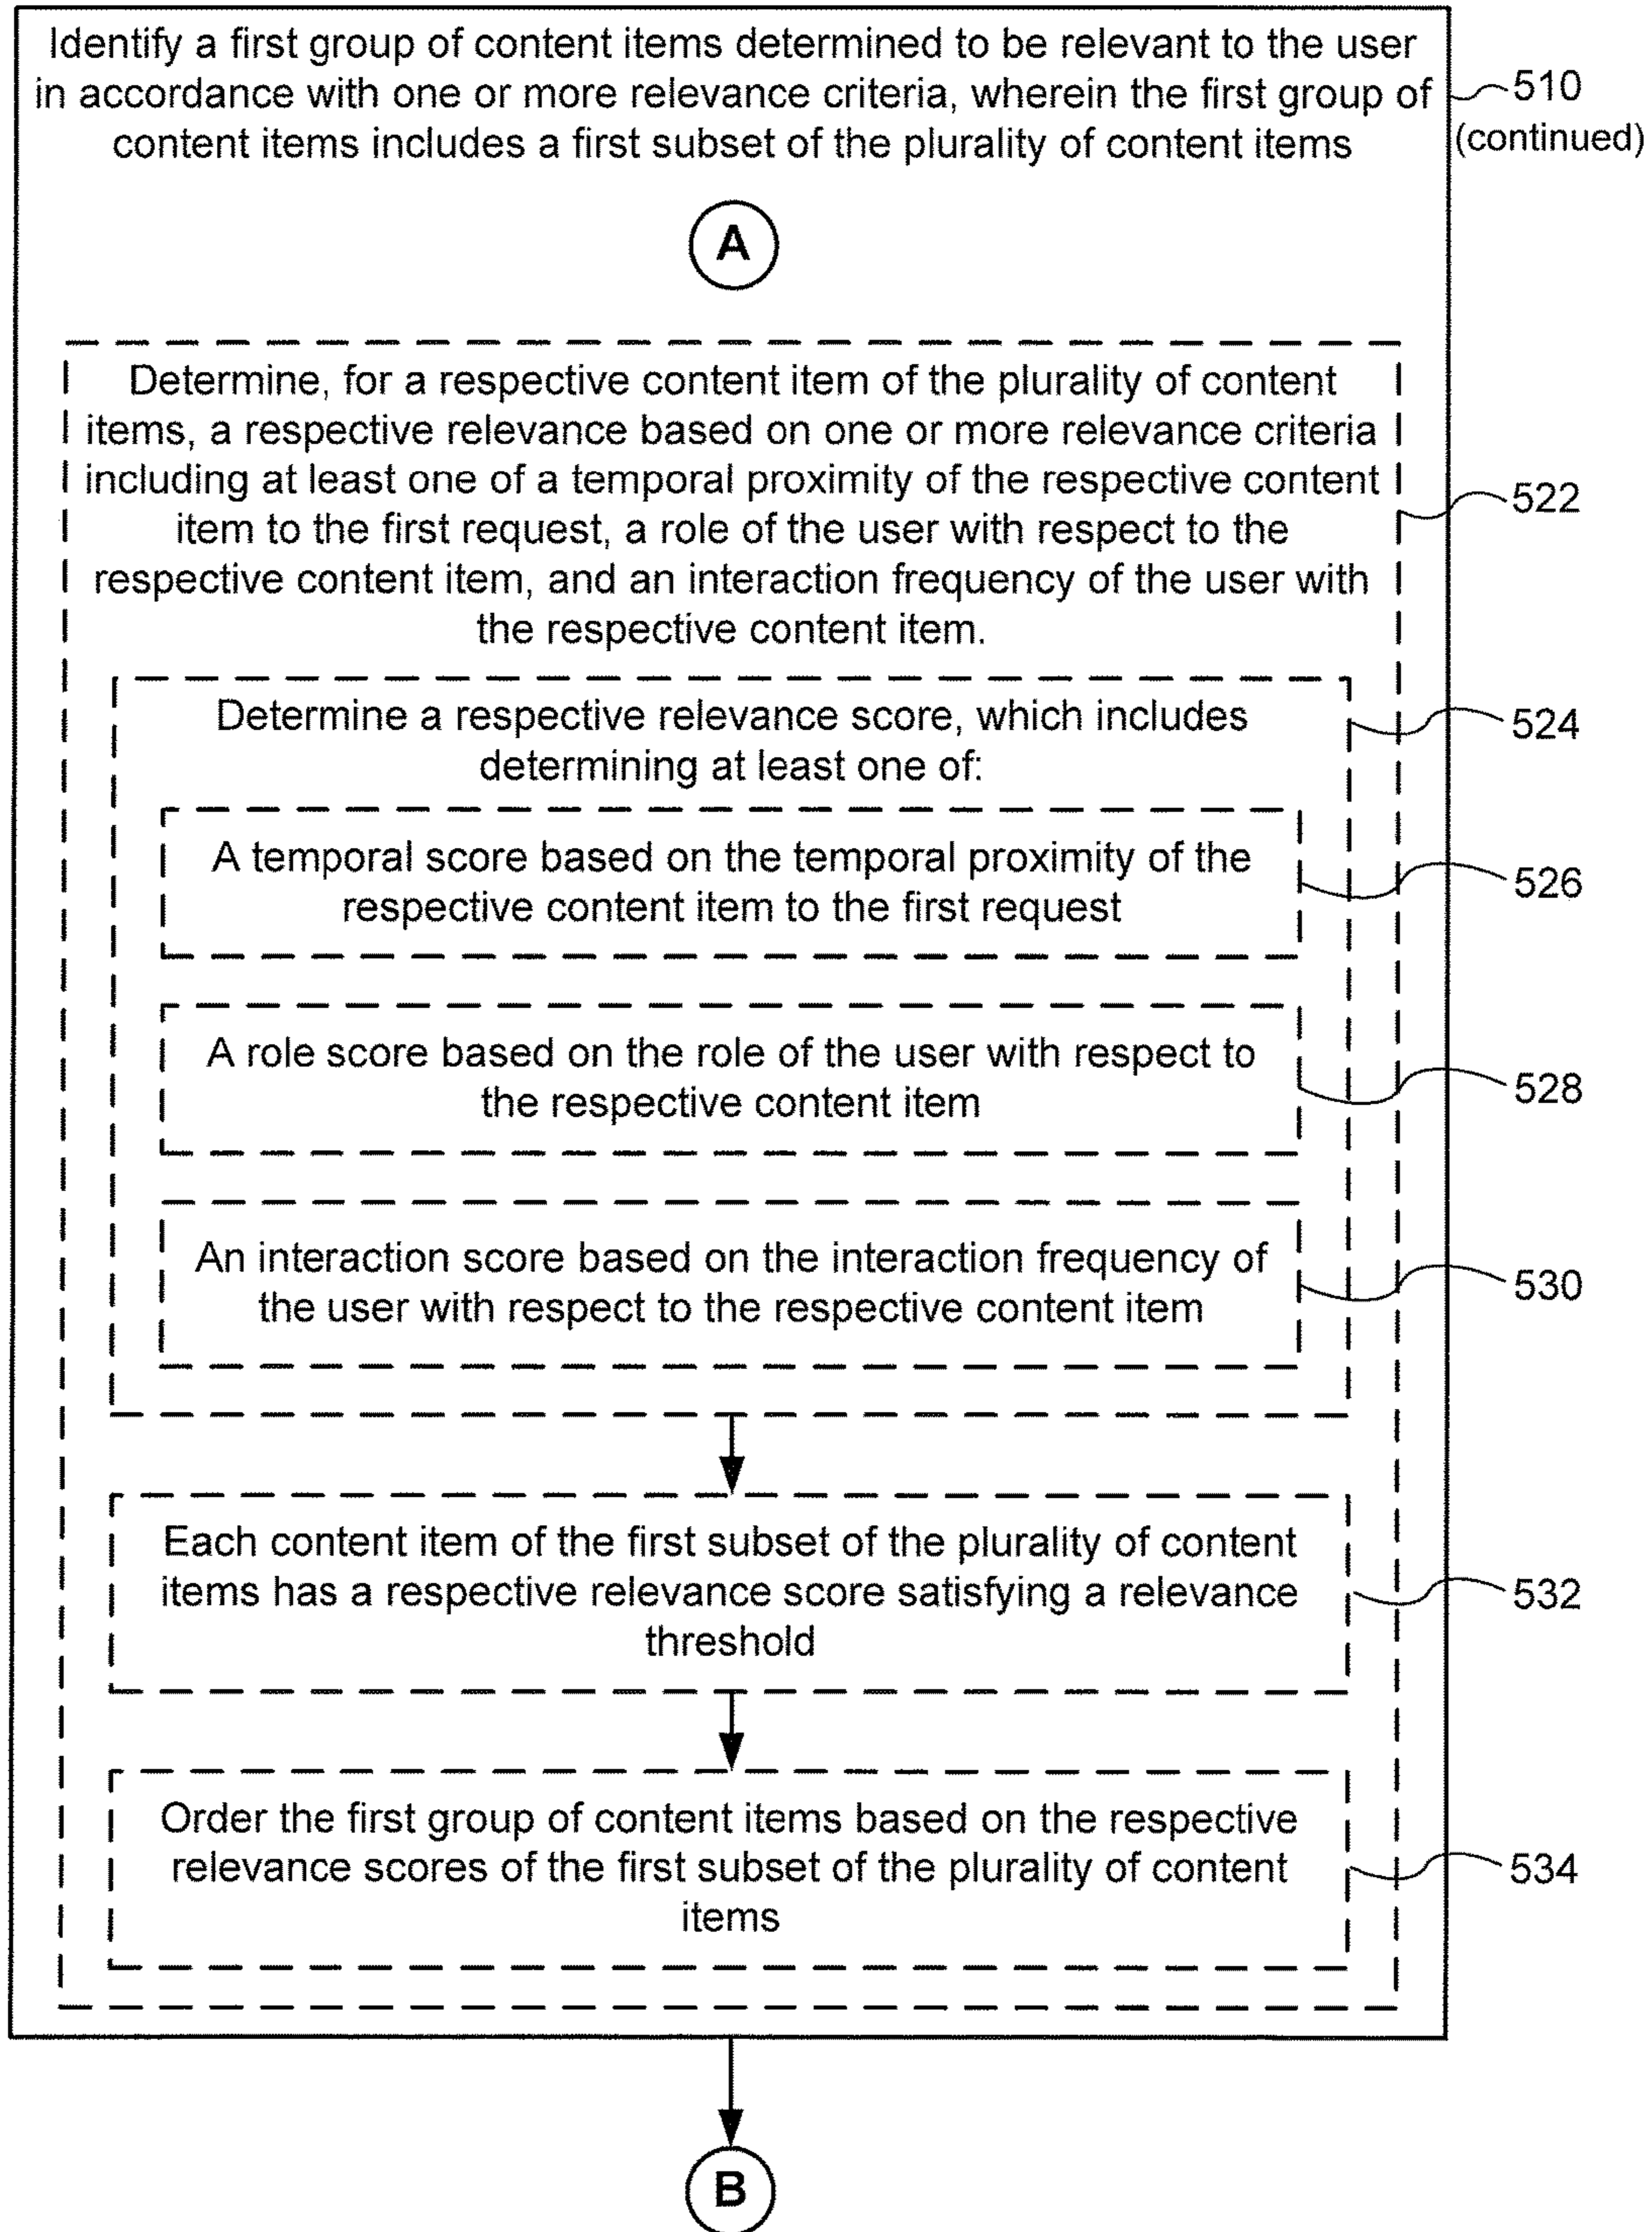 Identify a first group of content items determined to be relevant to the user
in accordance with one or more relevance criteria, wherein the first group of
content items includes a first subset of the plurality of content items
510
(continued)
A
Determine, for a respective content item of the plurality of content
items, a respective relevance based on one or more relevance criteria
including at least one of a temporal proximity of the respective content
item to the first request, a role of the user with respect to the
respective content item, and an interaction frequency of the user with
the respective content item.
522
Determine a respective relevance score, which includes
determining at least one of:
524
A temporal score based on the temporal proximity of the
respective content item to the first request
526
A role score based on the role of the user with respect to
the respective content item
528
An interaction score based on the interaction frequency of
the user with respect to the respective content item
530
Each content item of the first subset of the plurality of content
items has a respective relevance score satisfying a relevance
threshold
532
Order the first group of content items based on the respective
relevance scores of the first subset of the plurality of content
items
534
B